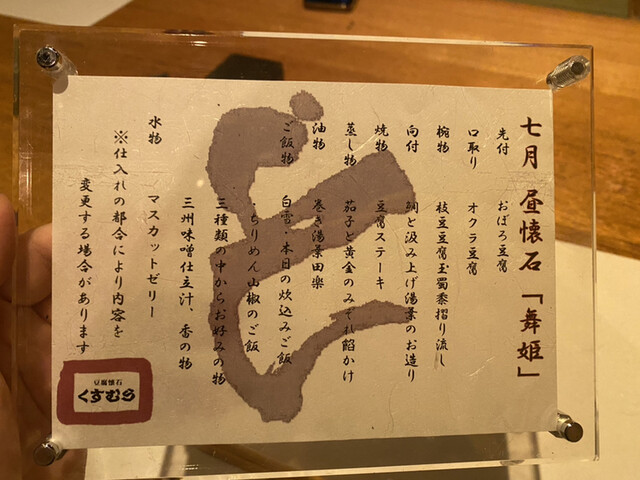 七月 昼懐石「舞姫」
先付 おぼろ豆腐
口取り オクラ豆腐
椀物 枝豆豆腐玉蜀黍摺り流し
向付 鯛と汲み上げ湯葉のお造り
焼物 豆腐ステーキ
蒸し物 茄子と黄金のみぞれ餡かけ
油物 巻き湯葉田楽
ご飯物 白雪・本日の炊込みご飯
ちりめん山椒のご飯
三種類の中からお好みの物
三州味噌仕立汁、香の物
水物 マスカットゼリー
※仕入れの都合により内容を
変更する場合があります
豆腐懐石
くすむら